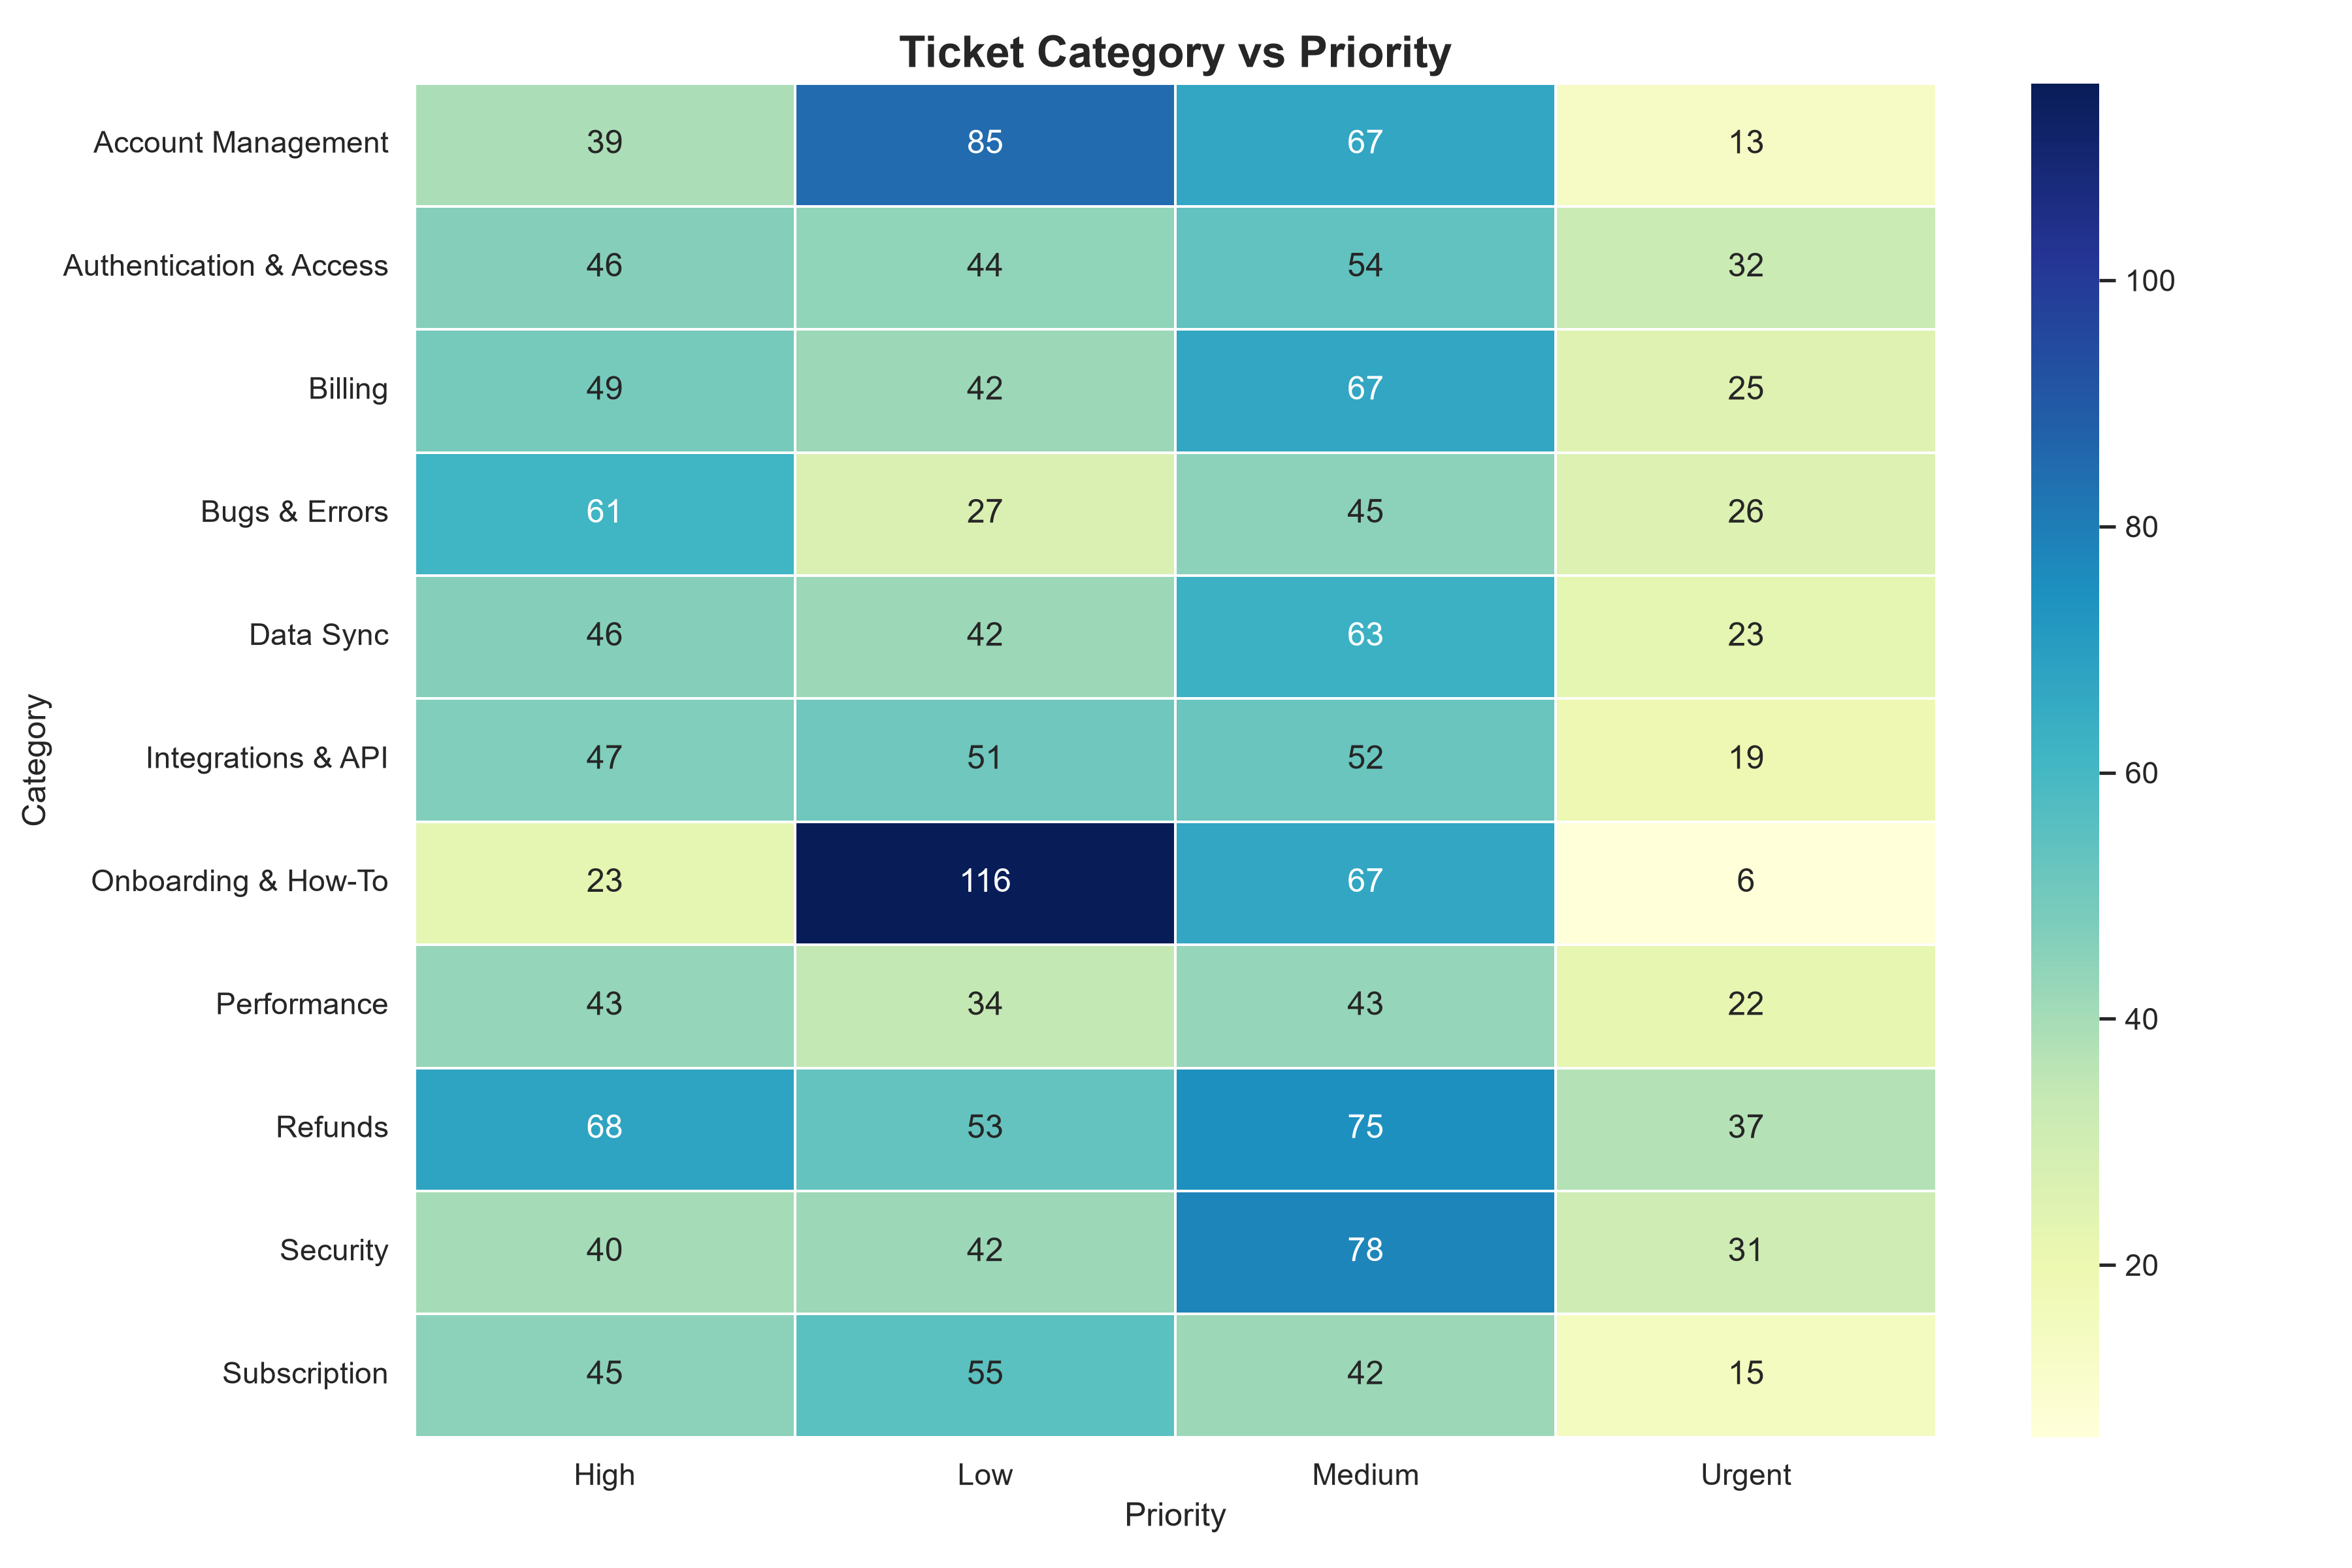 Ticket Category vs Priority
Account Management 39 85 67 13
Authentication & Access 46 44 54 32
Billing 49 42 67 25
Bugs & Errors 61 27 45 26
Data Sync 46 42 63 23
Integrations & API 47 51 52 19
Onboarding & How-To 23 116 67 6
Performance 43 34 43 22
Refunds 68 53 75 37
Security 40 42 78 31
Subscription 45 55 42 15
High Low Medium Urgent
Priority
Category
100
80
60
40
20